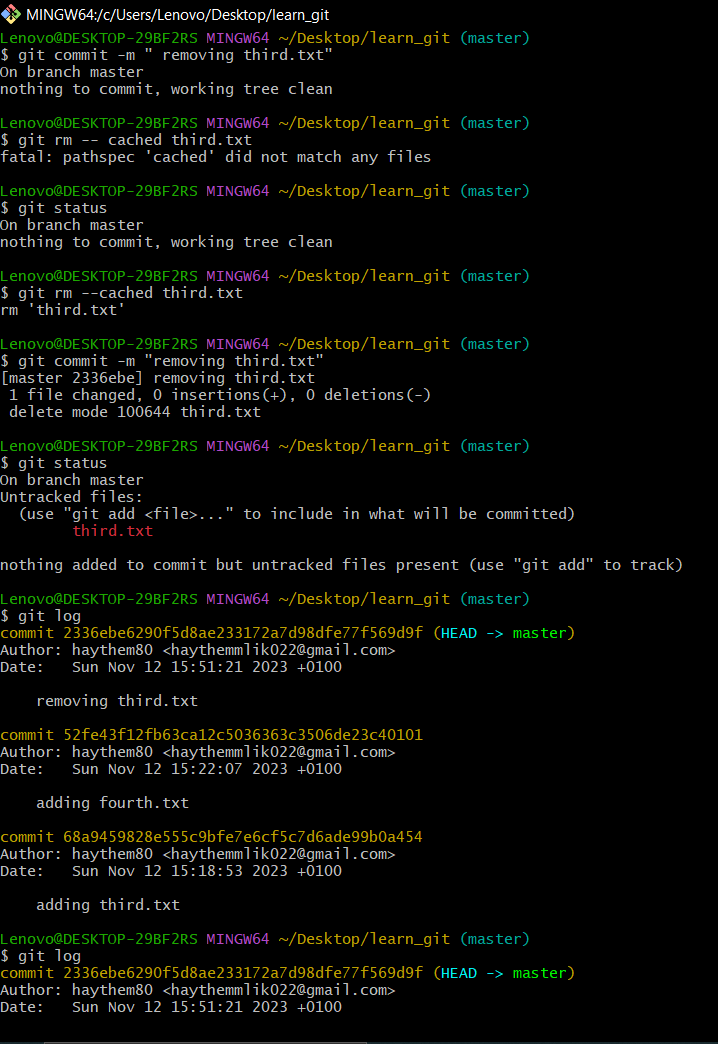 MINGW64:/c/Users/Lenovo/Desktop/learn_git
Lenovo@DESKTOP-29BF2RS MINGW64 ~/Desktop/learn_git (master)
$ git commit -m " removing third.txt"
On branch master
nothing to commit, working tree clean
Lenovo@DESKTOP-29BF2RS MINGW64 ~/Desktop/learn_git (master)
$ git rm -- cached third.txt
fatal: pathspec 'cached' did not match any files
Lenovo@DESKTOP-29BF2RS MINGW64 ~/Desktop/learn_git (master)
$ git status
On branch master
nothing to commit, working tree clean
Lenovo@DESKTOP-29BF2RS MINGW64 ~/Desktop/learn_git (master)
$ git rm --cached third.txt
rm 'third.txt'
Lenovo@DESKTOP-29BF2RS MINGW64 ~/Desktop/learn_git (master)
$ git commit -m "removing third.txt"
[master 2336ebe] removing third.txt
 1 file changed, 0 insertions(+), 0 deletions(-)
 delete mode 100644 third.txt
Lenovo@DESKTOP-29BF2RS MINGW64 ~/Desktop/learn_git (master)
$ git status
On branch master
Untracked files:
  (use "git add <file>..." to include in what will be committed)
        third.txt
nothing added to commit but untracked files present (use "git add" to track)
Lenovo@DESKTOP-29BF2RS MINGW64 ~/Desktop/learn_git (master)
$ git log
commit 2336ebe6290f5d8ae233172a7d98dfe77f569d9f (HEAD -> master)
Author: haythem80 <haythemmlik022@gmail.com>
Date:   Sun Nov 12 15:51:21 2023 +0100
    removing third.txt
commit 52fe43f12fb63ca12c5036363c3506de23c40101
Author: haythem80 <haythemmlik022@gmail.com>
Date:   Sun Nov 12 15:22:07 2023 +0100
    adding fourth.txt
commit 68a9459828e555c9bfe7e6cf5c7d6ade99b0a454
Author: haythem80 <haythemmlik022@gmail.com>
Date:   Sun Nov 12 15:18:53 2023 +0100
    adding third.txt
Lenovo@DESKTOP-29BF2RS MINGW64 ~/Desktop/learn_git (master)
$ git log
commit 2336ebe6290f5d8ae233172a7d98dfe77f569d9f (HEAD -> master)
Author: haythem80 <haythemmlik022@gmail.com>
Date:   Sun Nov 12 15:51:21 2023 +0100